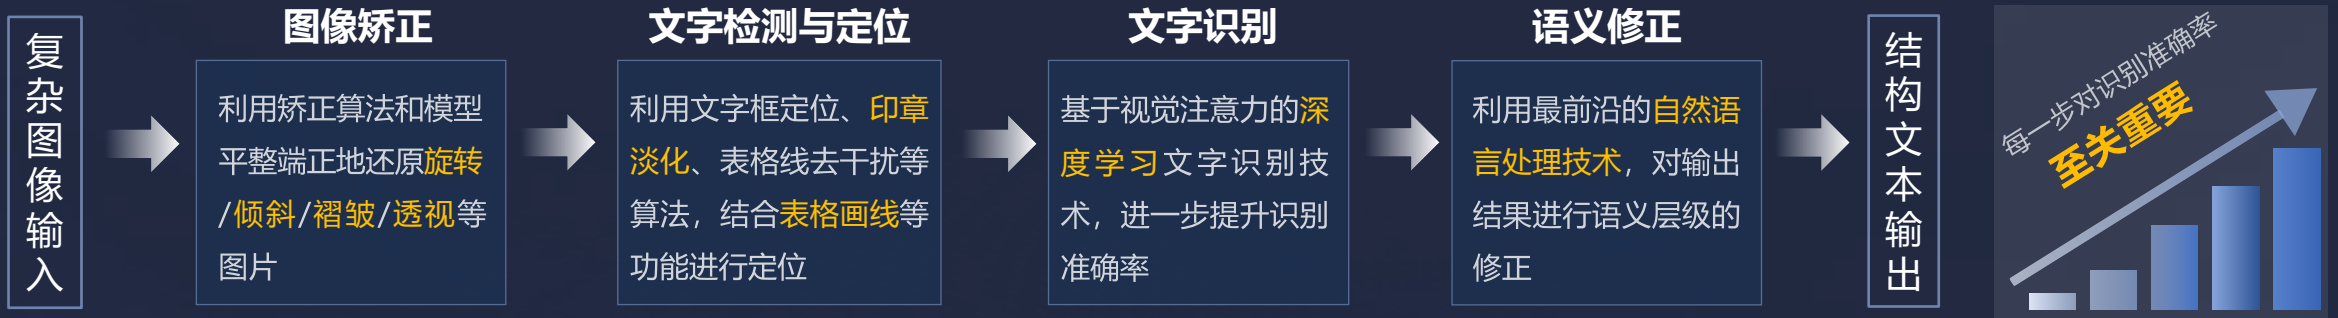 复杂图像输入
图像矫正
利用矫正算法和模型
平整端正地还原旋转
/倾斜/褶皱/透视等
图片
文字检测与定位
利用文字框定位、印章
淡化、表格线去干扰等
算法，结合表格画线等
功能进行定位
文字识别
基于视觉注意力的深
度学习文字识别技
术，进一步提升识别
准确率
语义修正
利用最前沿的自然语
言处理技术，对输出
结果进行语义层级的
修正
结构文本输出
每一步对识别准确率
至关重要